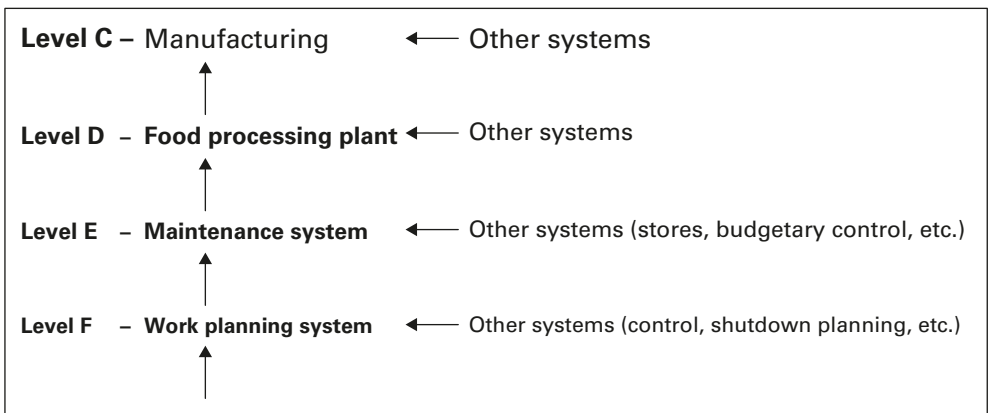 Level C – Manufacturing Other systems
Level D – Food processing plant Other systems
Level E – Maintenance system Other systems (stores, budgetary control, etc.)
Level F – Work planning system Other systems (control, shutdown planning, etc.)